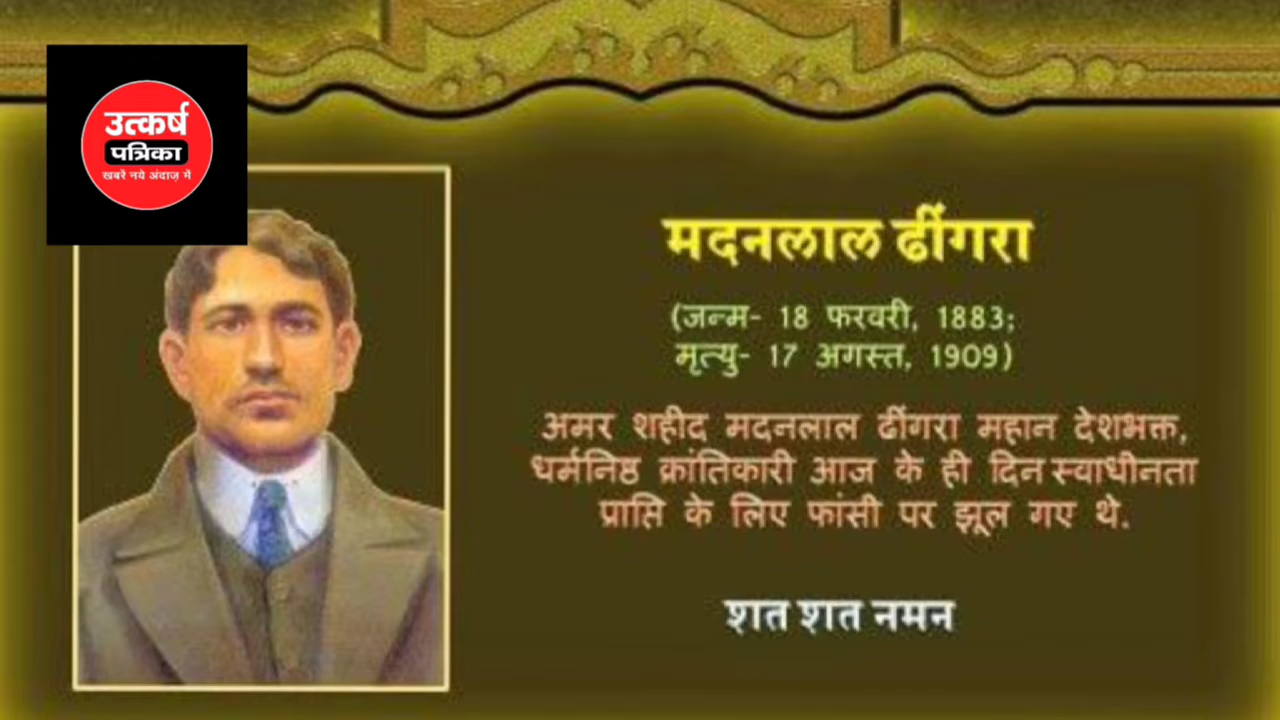 उत्कर्ष
पत्रिका
खबरें नये अंदाज़ में
मदनलाल ढींगरा
(जन्म- 18 फरवरी, 1883;
मृत्यु- 17 अगस्त, 1909)
अमर शहीद मदनलाल ढींगरा महान देशभक्त,
धर्मनिष्ठ क्रांतिकारी आज के ही दिन स्वाधीनता
प्राप्ति के लिए फांसी पर झूल गए थे.
शत शत नमन